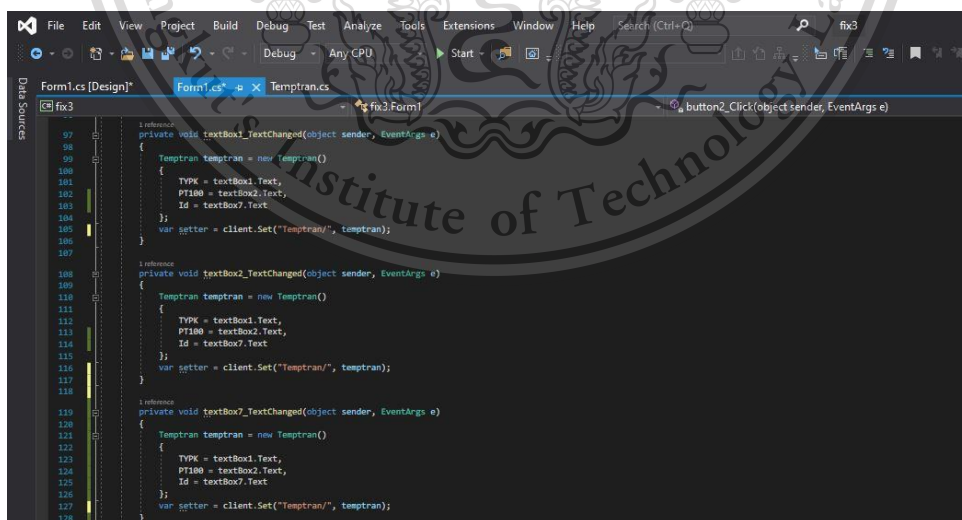 File Edit View Project Build Debug Test Analyze Tools Extensions Window Help Search (Ctrl+Q) fix3
Debug Any CPU Start
Form1.cs [Design]* Form1.cs* Temptran.cs
Data Sources
C# fix3 fix3.Form1 button2_Click(object sender, EventArgs e)
1 reference
97 private void textBox1_TextChanged(object sender, EventArgs e)
98 {
99 Temptran temptran = new Temptran()
100 {
101 TYPK = textBox1.Text,
102 PT100 = textBox2.Text,
103 Id = textBox7.Text
104 };
105 var setter = client.Set("Temptran/", temptran);
106 }
107
1 reference
108 private void textBox2_TextChanged(object sender, EventArgs e)
109 {
110 Temptran temptran = new Temptran()
111 {
112 TYPK = textBox1.Text,
113 PT100 = textBox2.Text,
114 Id = textBox7.Text
115 };
116 var setter = client.Set("Temptran/", temptran);
117 }
118
1 reference
119 private void textBox7_TextChanged(object sender, EventArgs e)
120 {
121 Temptran temptran = new Temptran()
122 {
123 TYPK = textBox1.Text,
124 PT100 = textBox2.Text,
125 Id = textBox7.Text
126 };
127 var setter = client.Set("Temptran/", temptran);
128 }
Institute of Technology